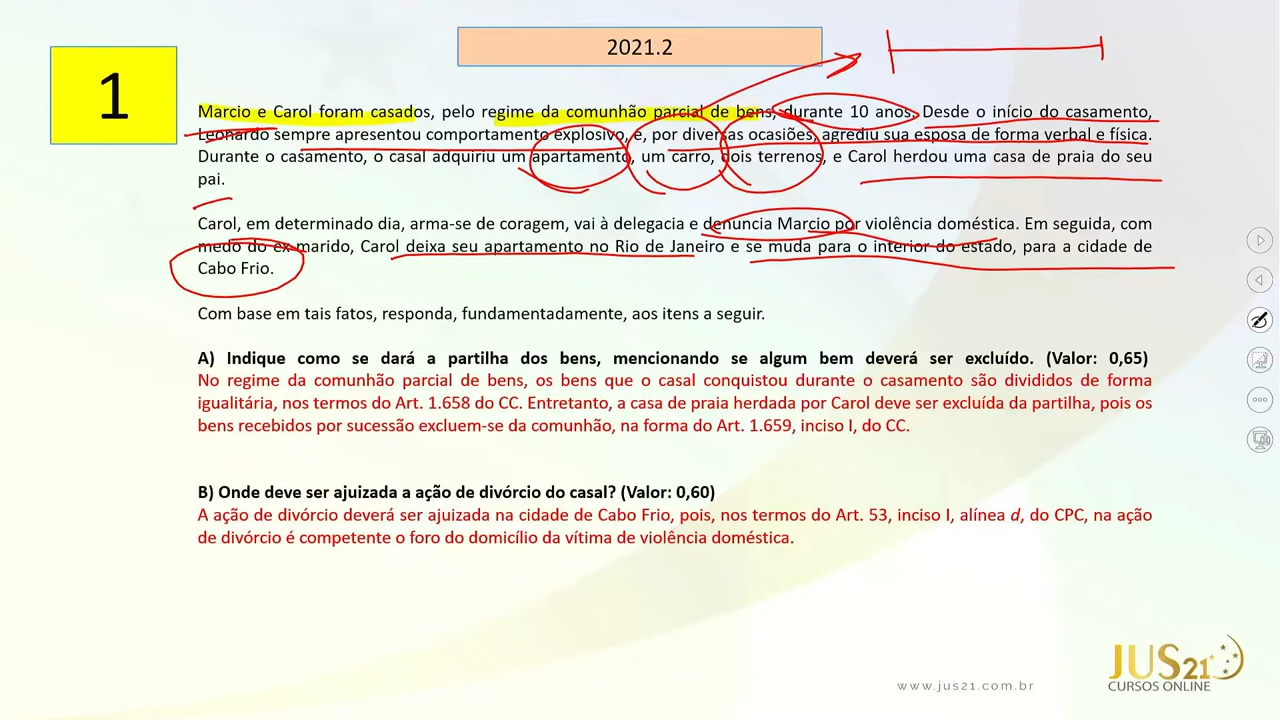 2021.2
1
Marcio e Carol foram casados, pelo regime da comunhão parcial de bens, durante 10 anos. Desde o início do casamento,
Leonardo sempre apresentou comportamento explosivo, e, por diversas ocasiões, agrediu sua esposa de forma verbal e física.
Durante o casamento, o casal adquiriu um apartamento, um carro, dois terrenos, e Carol herdou uma casa de praia do seu
pai.
Carol, em determinado dia, arma-se de coragem, vai à delegacia e denuncia Marcio por violência doméstica. Em seguida, com
medo do ex-marido, Carol deixa seu apartamento no Rio de Janeiro e se muda para o interior do estado, para a cidade de
Cabo Frio.
Com base em tais fatos, responda, fundamentadamente, aos itens a seguir.
A) Indique como se dará a partilha dos bens, mencionando se algum bem deverá ser excluído. (Valor: 0,65)
No regime da comunhão parcial de bens, os bens que o casal conquistou durante o casamento são divididos de forma
igualitária, nos termos do Art. 1.658 do CC. Entretanto, a casa de praia herdada por Carol deve ser excluída da partilha, pois os
bens recebidos por sucessão excluem-se da comunhão, na forma do Art. 1.659, inciso I, do CC.
B) Onde deve ser ajuizada a ação de divórcio do casal? (Valor: 0,60)
A ação de divórcio deverá ser ajuizada na cidade de Cabo Frio, pois, nos termos do Art. 53, inciso I, alínea d, do CPC, na ação
de divórcio é competente o foro do domicílio da vítima de violência doméstica.
JUS21
CURSOS ONLINE
www.jus21.com.br